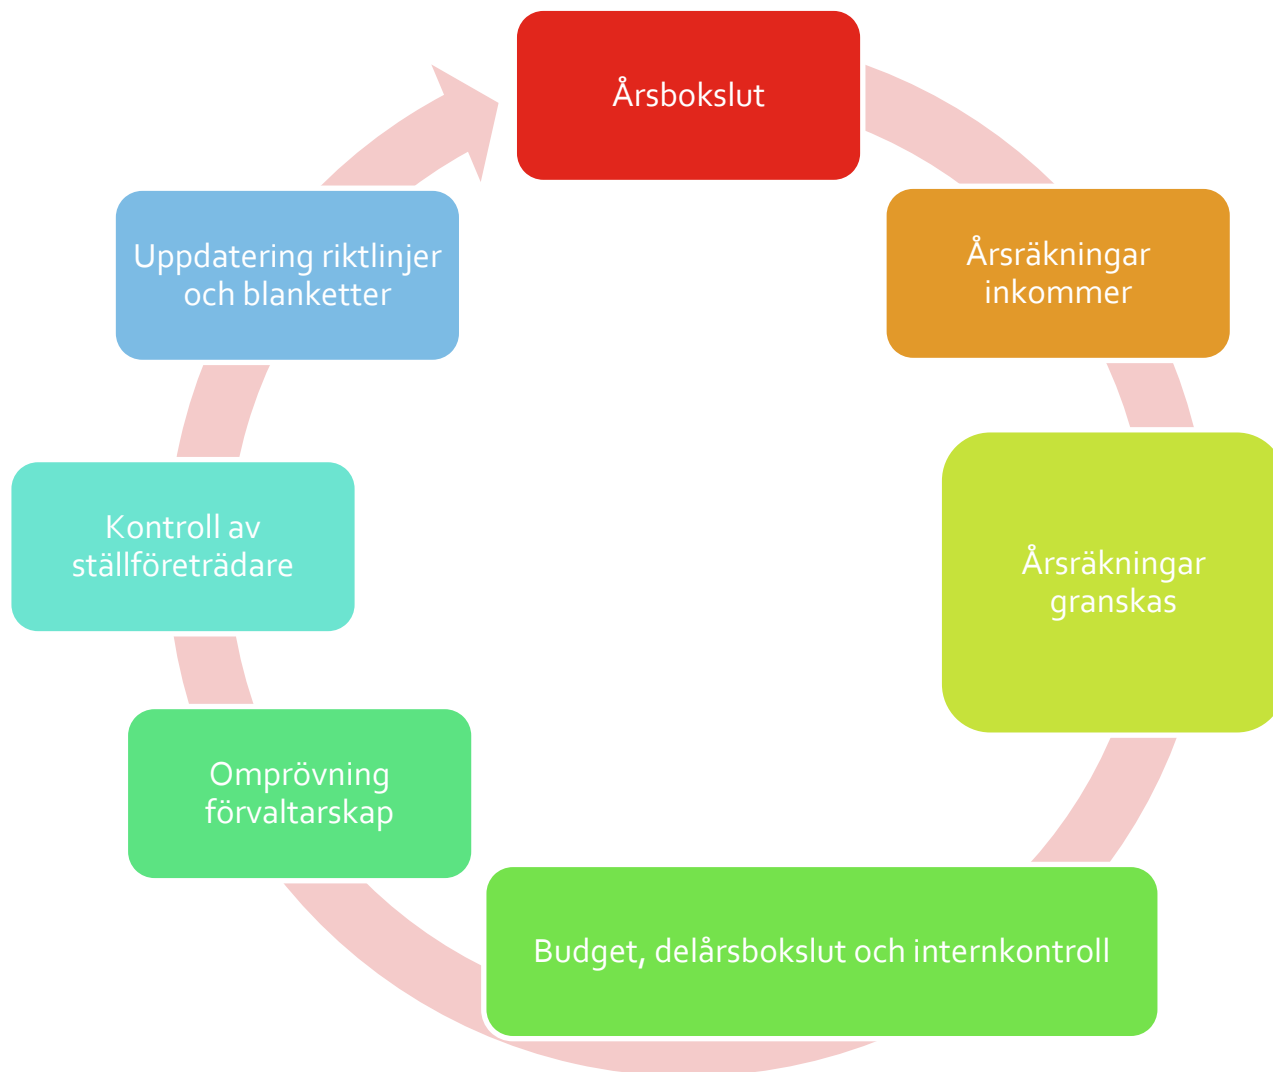 Årsbokslut
Årsräkningar
inkommer
Årsräkningar
granskas
Budget, delårsbokslut och internkontroll
Omprövning
förvaltarskap
Kontroll av
ställföreträdare
Uppdatering riktlinjer
och blanketter